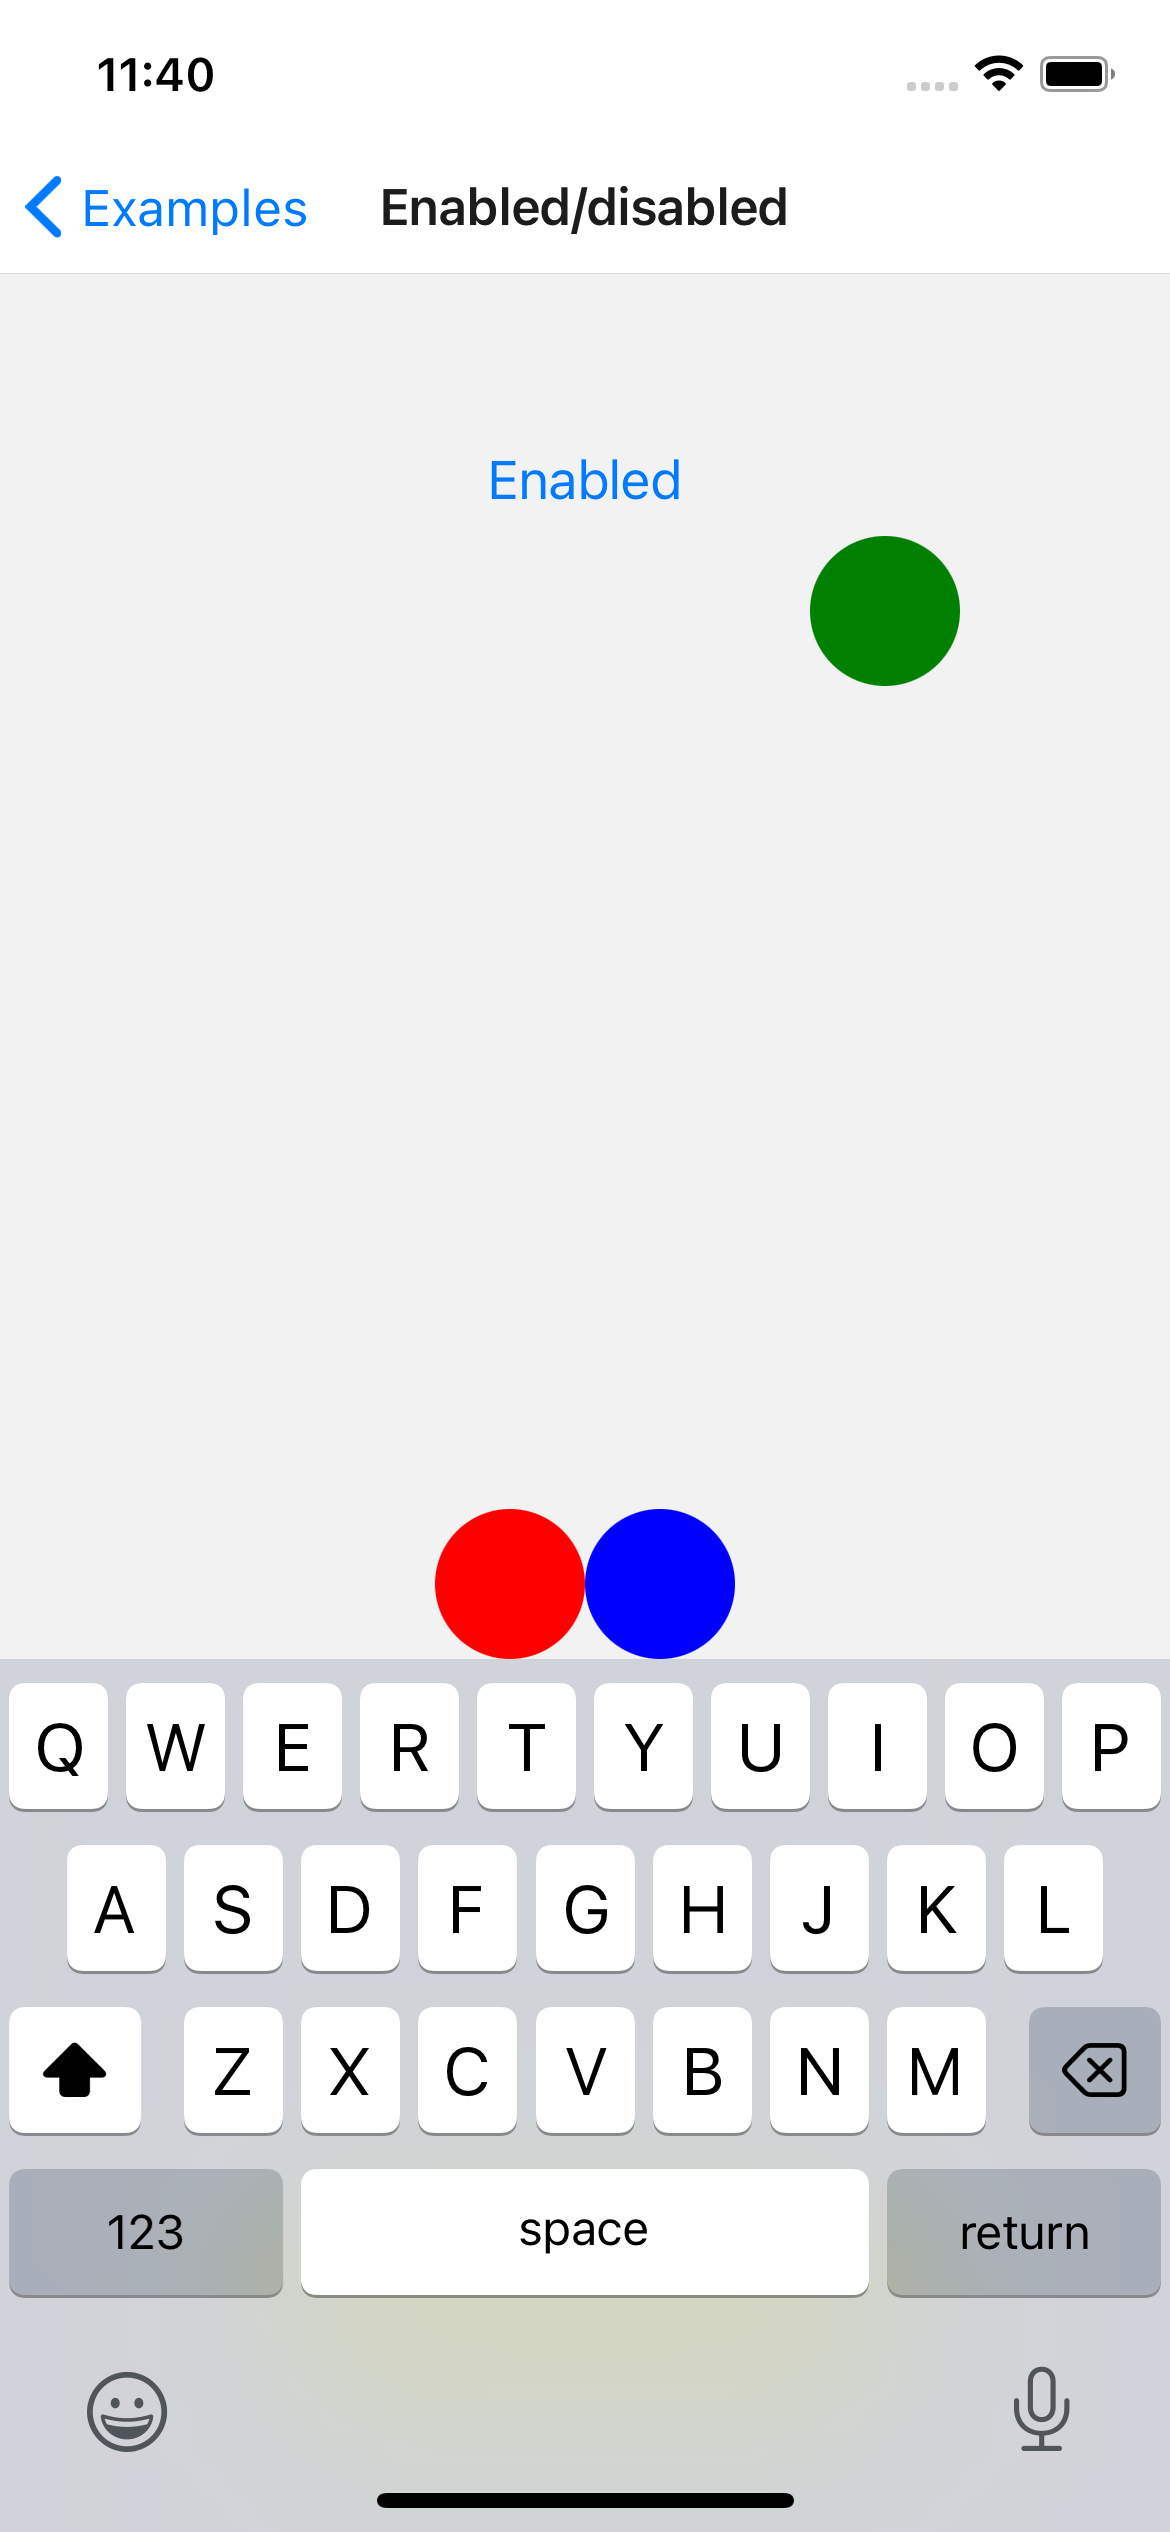 11:40
Examples Enabled/disabled
Enabled
Q W E R T Y U I O P
A S D F G H J K L
Z X C V B N M
123 space return